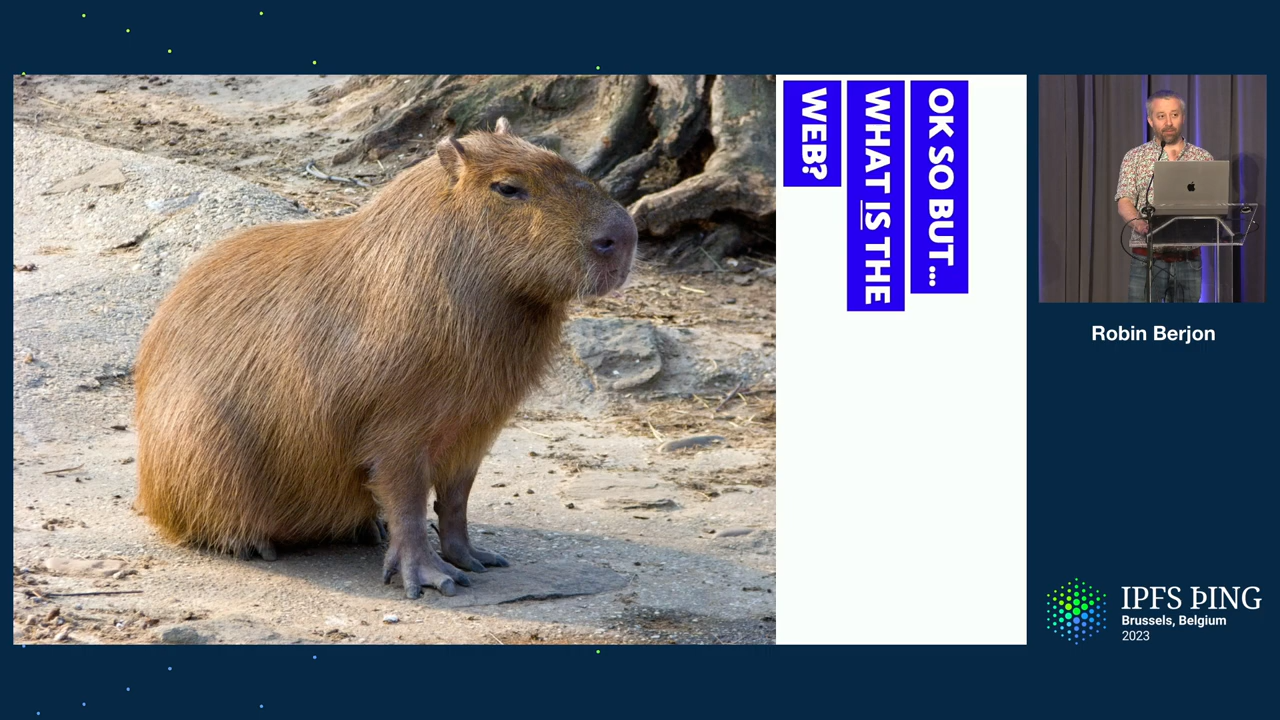 OK SO BUT…
WHAT IS THE
WEB?
Robin Berjon
IPFS ÞING
Brussels, Belgium
2023